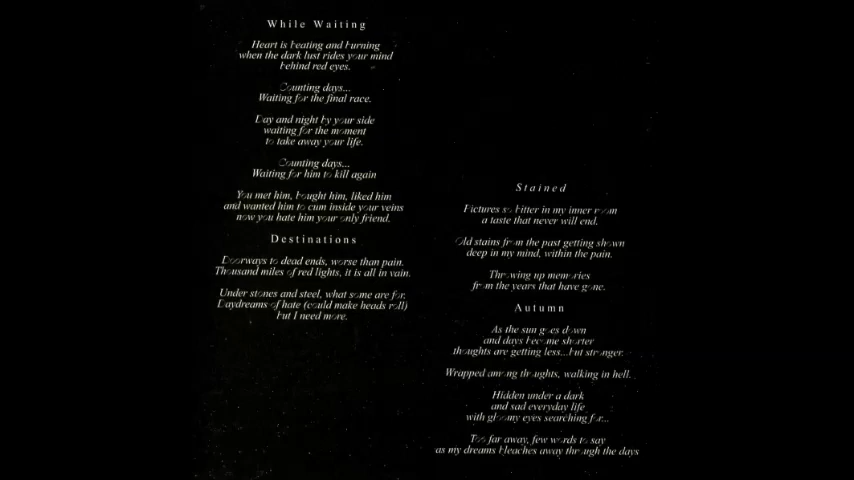 While Waiting
Heart is beating and burning
when the dark lust rides your mind
behind red eyes.
Counting days...
Waiting for the final race.
Day and night by your side
waiting for the moment
to take away your life.
Counting days...
Waiting for him to kill again
You met him, bought him, liked him
and wanted him to cum inside your veins
now you hate him your only friend.
Destinations
Doorways to dead ends, worse than pain.
Thousand miles of red lights, it is all in vain.
Under stones and steel, what some are for.
Daydreams of hate (could make heads roll)
but I need more.
Stained
Pictures so bitter in my inner room
a taste that never will end.
Old stains from the past getting shown
deep in my mind, within the pain.
Throwing up memories
from the years that have gone.
Autumn
As the sun goes down
and days become shorter
thoughts are getting less...but stronger.
Wrapped among thoughts, walking in hell.
Hidden under a dark
and sad everyday life
with gloomy eyes searching for...
Too far away, few words to say
as my dreams bleaches away through the days